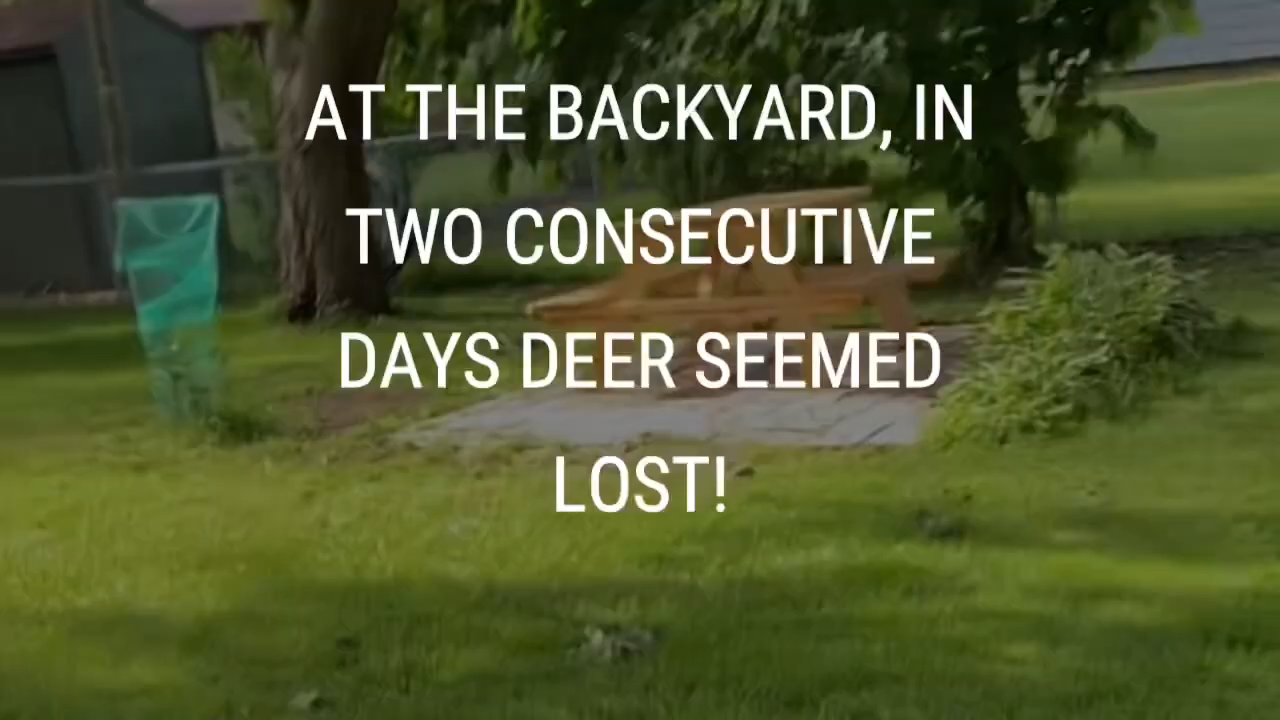 AT THE BACKYARD, IN
TWO CONSECUTIVE
DAYS DEER SEEMED
LOST!